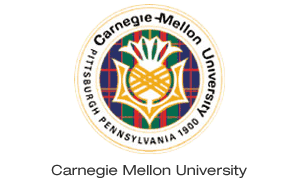 Carnegie-Mellon University
PITTSBURGH PENNSYLVANIA 1900
Carnegie Mellon University